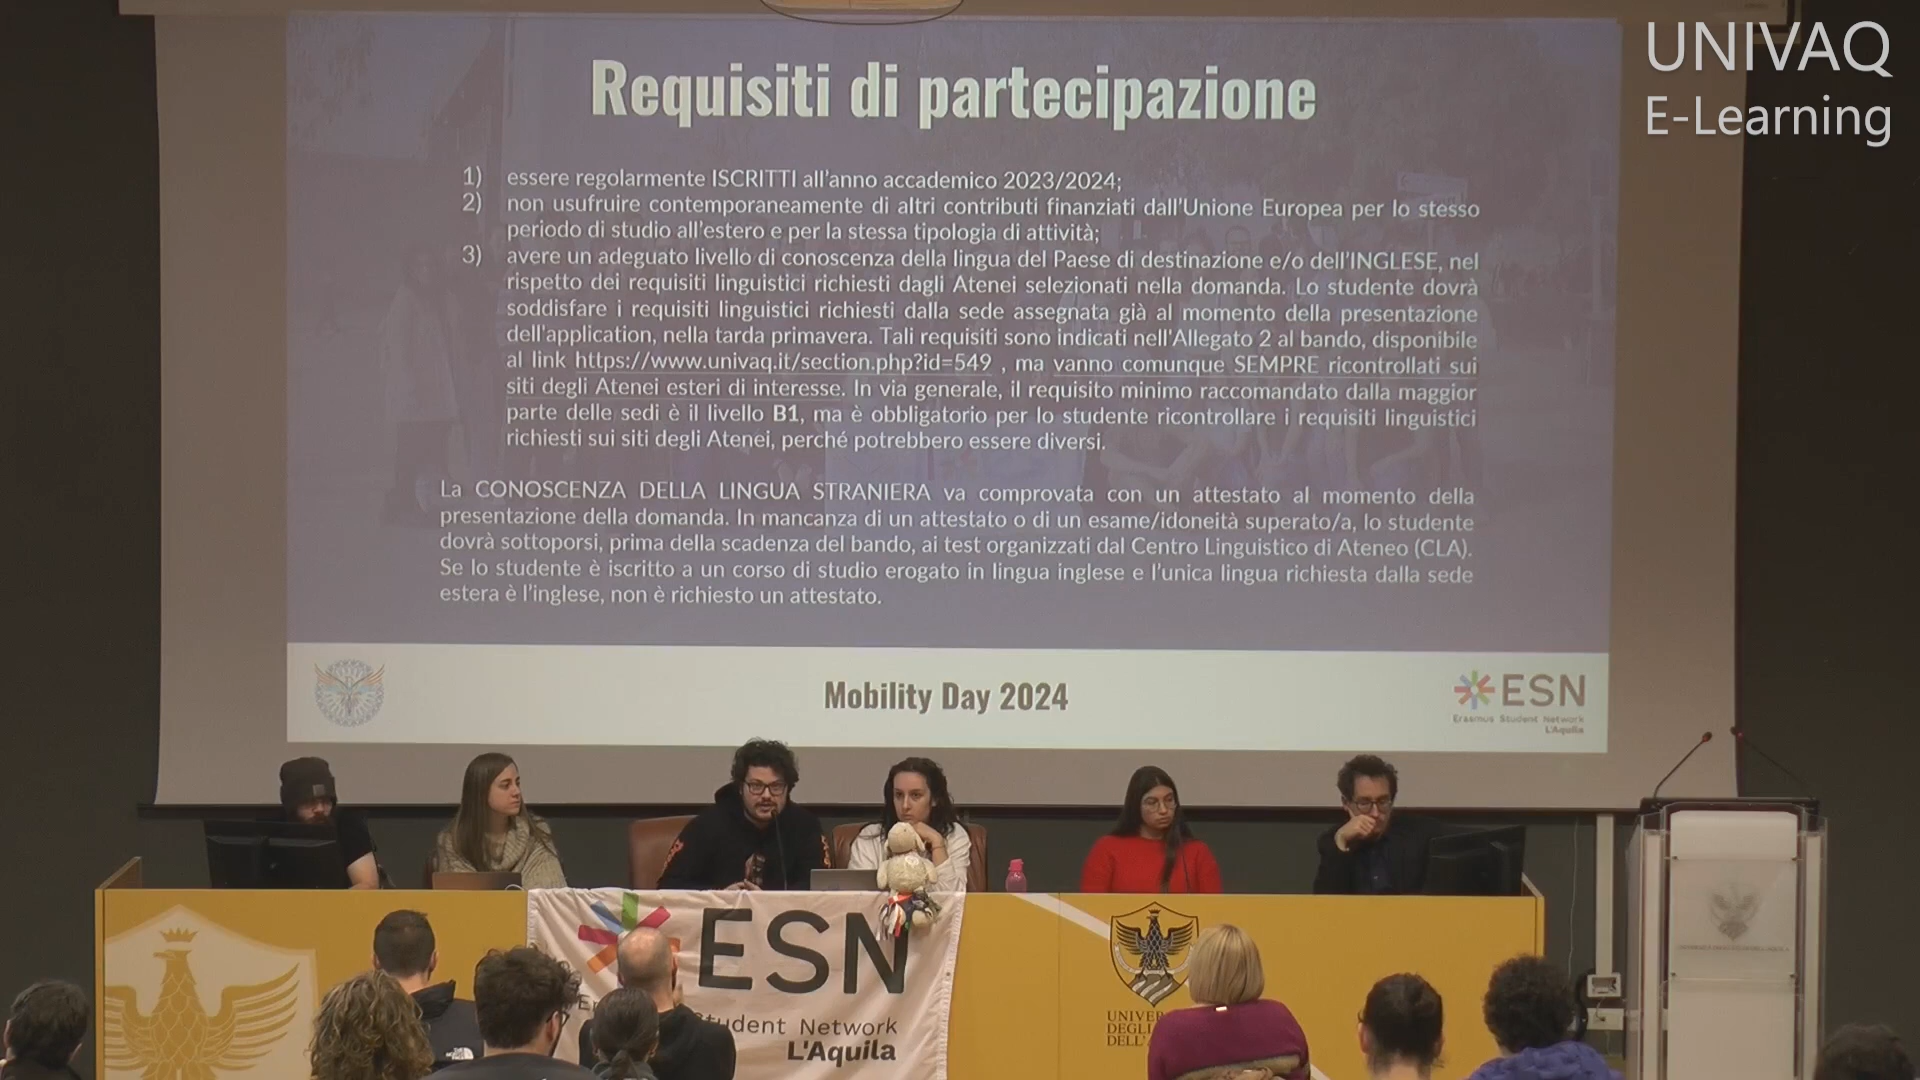 UNIVAQ
E-Learning
Requisiti di partecipazione
1) essere regolarmente ISCRITTI all'anno accademico 2023/2024;
2) non usufruire contemporaneamente di altri contributi finanziati dall'Unione Europea per lo stesso
periodo di studio all'estero e per la stessa tipologia di attività;
3) avere un adeguato livello di conoscenza della lingua del Paese di destinazione e/o dell'INGLESE, nel
rispetto dei requisiti linguistici richiesti dagli Atenei selezionati nella domanda. Lo studente dovrà
soddisfare i requisiti linguistici richiesti dalla sede assegnata già al momento della presentazione
dell'application, nella tarda primavera. Tali requisiti sono indicati nell'Allegato 2 al bando, disponibile
al link https://www.univaq.it/section.php?id=549 , ma vanno comunque SEMPRE ricontrollati sui
siti degli Atenei esteri di interesse. In via generale, il requisito minimo raccomandato dalla maggior
parte delle sedi è il livello B1, ma è obbligatorio per lo studente ricontrollare i requisiti linguistici
richiesti sui siti degli Atenei, perché potrebbero essere diversi.
La CONOSCENZA DELLA LINGUA STRANIERA va comprovata con un attestato al momento della
presentazione della domanda. In mancanza di un attestato o di un esame/idoneità superato/a, lo studente
dovrà sottoporsi, prima della scadenza del bando, ai test organizzati dal Centro Linguistico di Ateneo (CLA).
Se lo studente è iscritto a un corso di studio erogato in lingua inglese e l'unica lingua richiesta dalla sede
estera è l'inglese, non è richiesto un attestato.
Mobility Day 2024
ESN
Erasmus Student Network
L'Aquila
ESN
Student Network
L'Aquila
UNIVER
DEGLI
DELL'